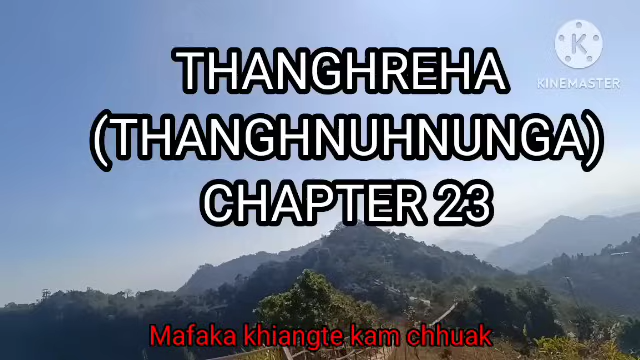 THANGHREHA
(THANGHNUHNUNGA)
CHAPTER 23
Mafaka khiangte kam chhuak
KINEMASTER